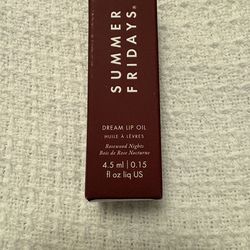 SUMMER
FRIDAYS®
DREAM LIP OIL
HUILE À LÈVRES
Rosewood Nights
Bois de Rose Nocturne
4.5 ml | 0.15
fl oz liq US